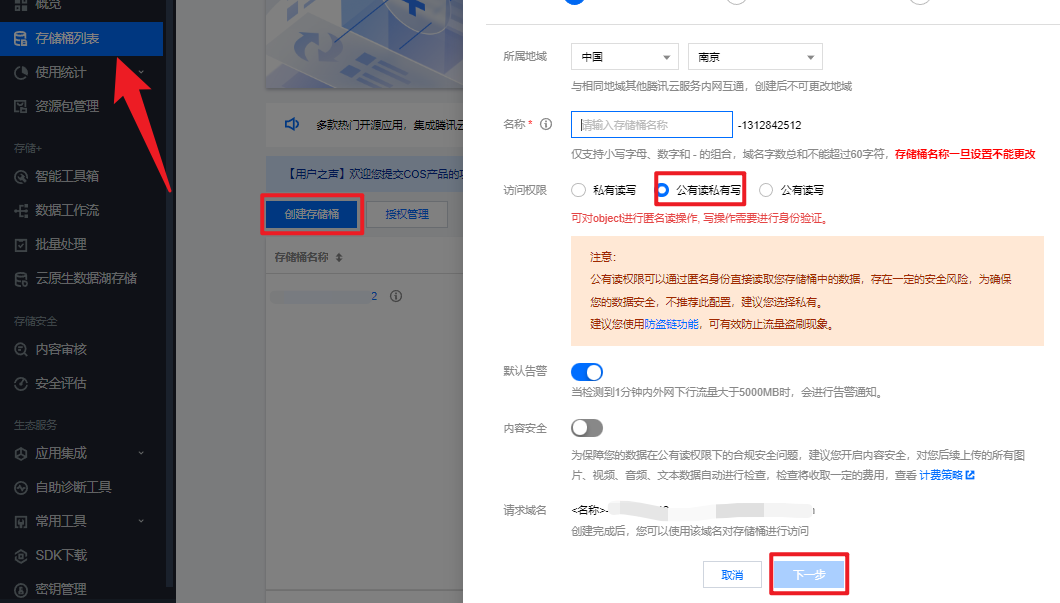 概览
存储桶列表
使用统计
资源包管理
存储+
智能工具箱
数据工作流
批量处理
云原生数据湖存储
存储安全
内容审核
安全评估
生态服务
应用集成
自助诊断工具
常用工具
SDK下载
密钥管理
多款热门开源应用，集成腾讯云
【用户之声】欢迎您提交COS产品的
创建存储桶
授权管理
存储桶名称
2
所属地域
中国
南京
与相同地域其他腾讯云服务内网互通，创建后不可更改地域
名称 *
请输入存储桶名称
-1312842512
仅支持小写字母、数字和 - 的组合，域名字数总和不能超过60字符，存储桶名称一旦设置不能更改
访问权限
私有读写
公有读私有写
公有读写
可对object进行匿名读操作, 写操作需要进行身份验证。
注意：
公有读权限可以通过匿名身份直接读取您存储桶中的数据，存在一定的安全风险，为确保
您的数据安全，不推荐此配置，建议您选择私有。
建议您使用防盗链功能，可有效防止流量盗刷现象。
默认告警
当检测到1分钟内外网下行流量大于5000MB时，会进行告警通知。
内容安全
为保障您的数据在公有读权限下的合规安全问题，建议您开启内容安全，对您后续上传的所有图
片、视频、音频、文本数据自动进行检查，检查将收取一定的费用，查看 计费策略
请求域名
<名称>-
创建完成后，您可以使用该域名对存储桶进行访问
取消
下一步